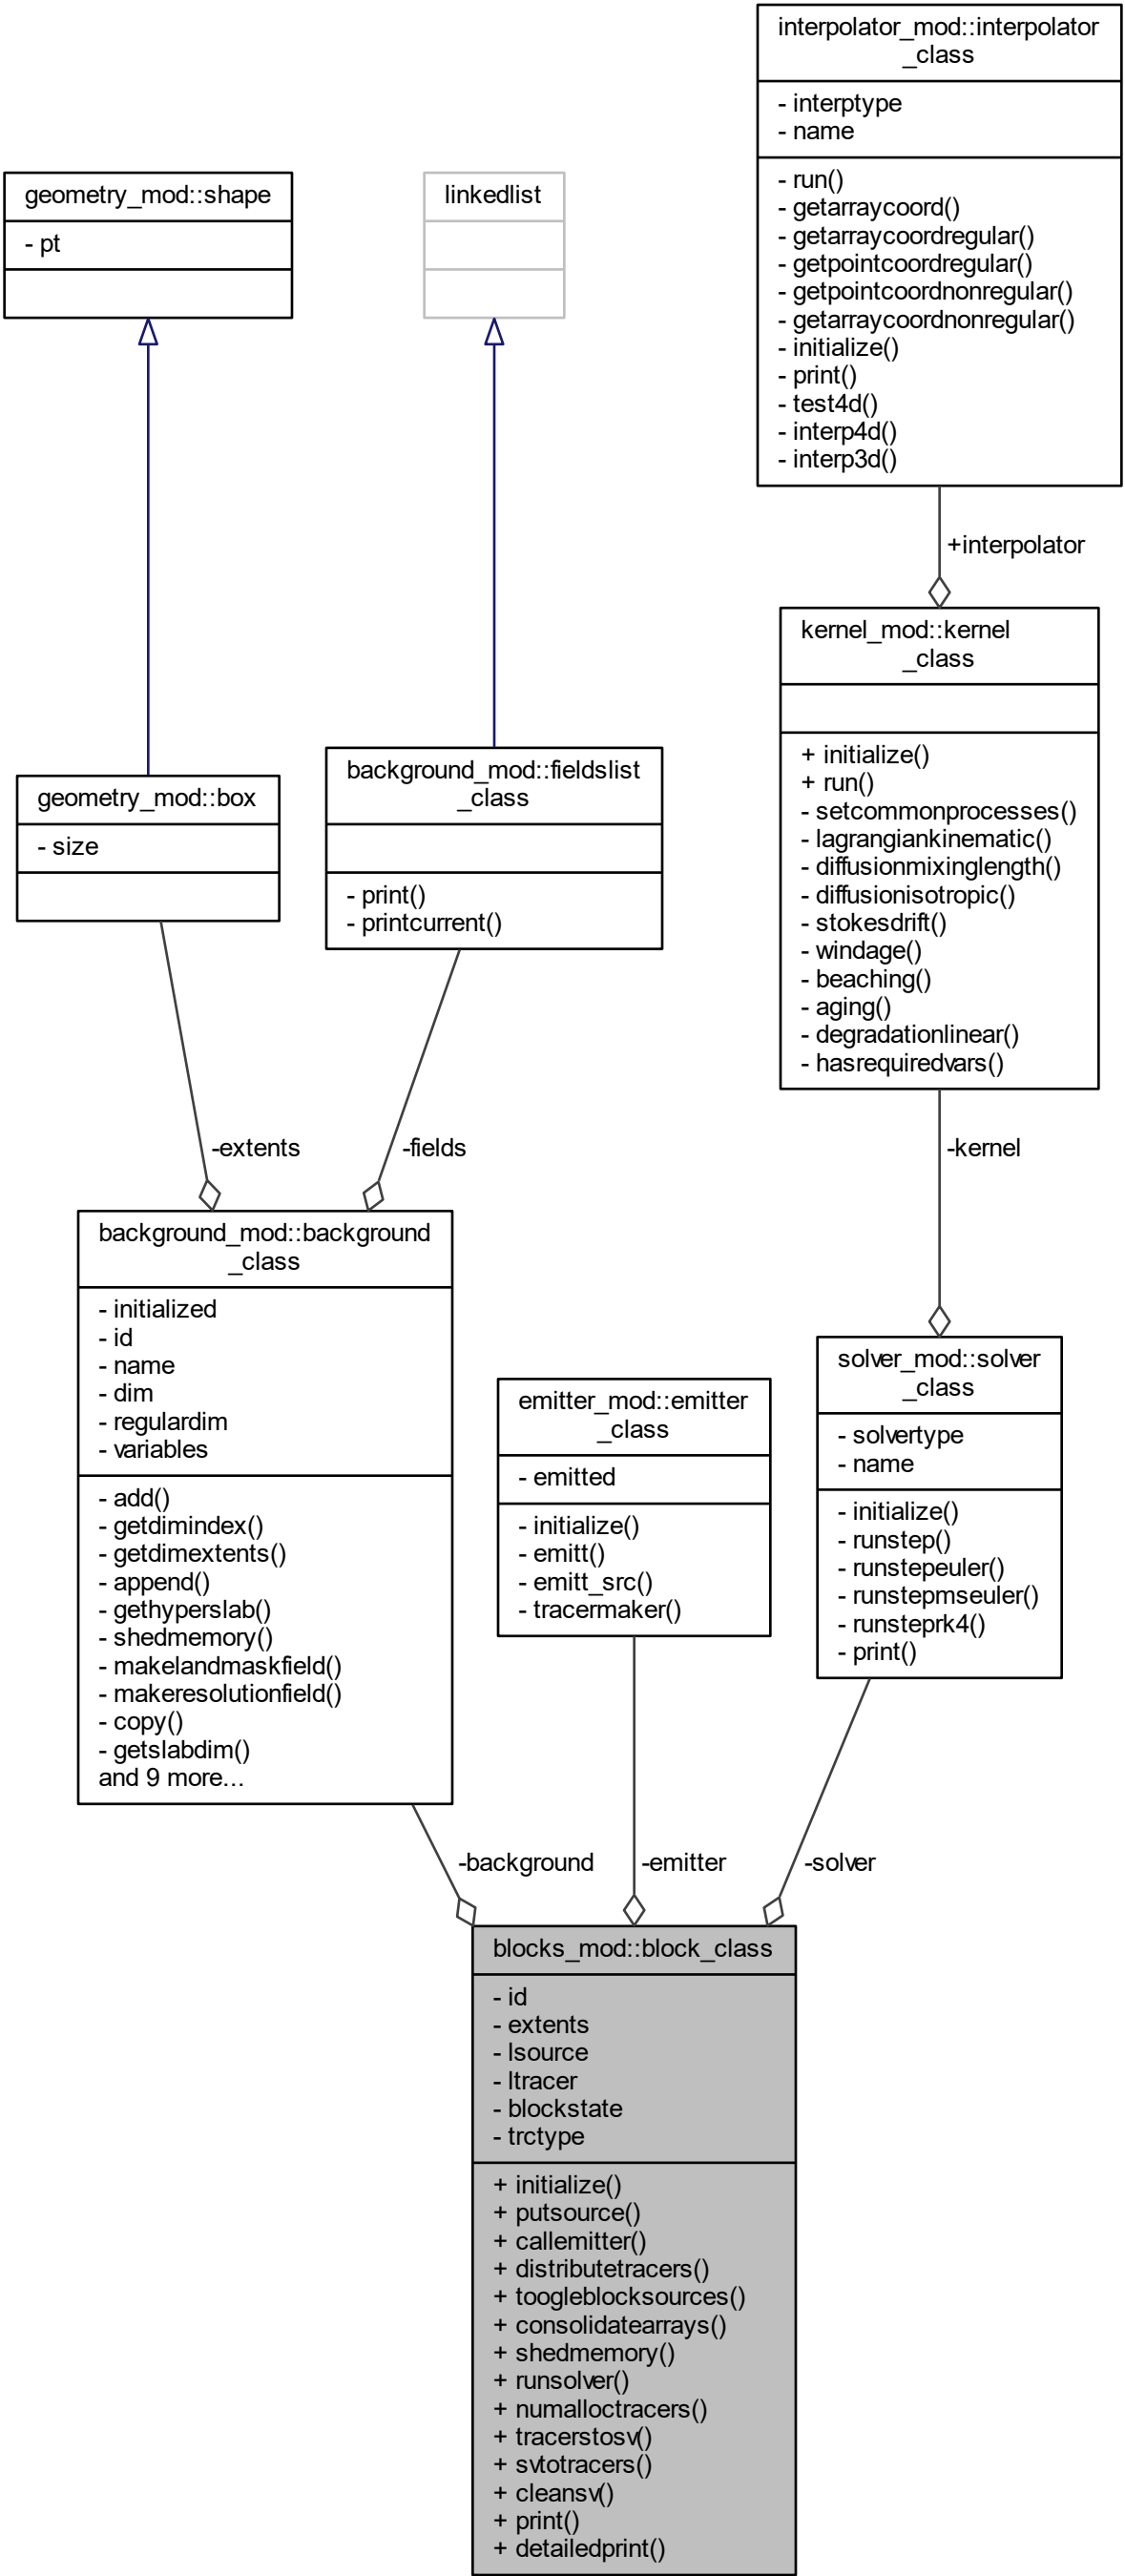 interpolator_mod::interpolator
_class
- interptype
- name
- run()
- getarraycoord()
- getarraycoordregular()
- getpointcoordregular()
- getpointcoordnonregular()
- getarraycoordnonregular()
- initialize()
- print()
- test4d()
- interp4d()
- interp3d()
geometry_mod::shape
- pt
linkedlist
+interpolator
kernel_mod::kernel
_class
+ initialize()
+ run()
- setcommonprocesses()
- lagrangiankinematic()
- diffusionmixinglength()
- diffusionisotropic()
- stokesdrift()
- windage()
- beaching()
- aging()
- degradationlinear()
- hasrequiredvars()
geometry_mod::box
- size
background_mod::fieldslist
_class
- print()
- printcurrent()
-extents
-fields
-kernel
background_mod::background
_class
- initialized
- id
- name
- dim
- regulardim
- variables
- add()
- getdimindex()
- getdimextents()
- append()
- gethyperslab()
- shedmemory()
- makelandmaskfield()
- makeresolutionfield()
- copy()
- getslabdim()
and 9 more...
emitter_mod::emitter
_class
- emitted
- initialize()
- emitt()
- emitt_src()
- tracermaker()
solver_mod::solver
_class
- solvertype
- name
- initialize()
- runstep()
- runstepeuler()
- runstepmseuler()
- runsteprk4()
- print()
-background
-emitter
-solver
blocks_mod::block_class
- id
- extents
- lsource
- ltracer
- blockstate
- trctype
+ initialize()
+ putsource()
+ callemitter()
+ distributetracers()
+ toogleblocksources()
+ consolidatearrays()
+ shedmemory()
+ runsolver()
+ numalloctracers()
+ tracerstosv()
+ svtotracers()
+ cleansv()
+ print()
+ detailedprint()